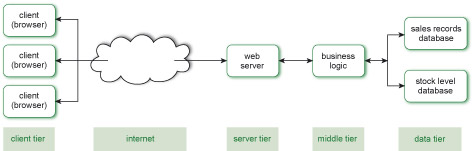 client
(browser)
client
(browser)
client
(browser)
web
server
business
logic
sales records
database
stock level
database
client tier
internet
server tier
middle tier
data tier